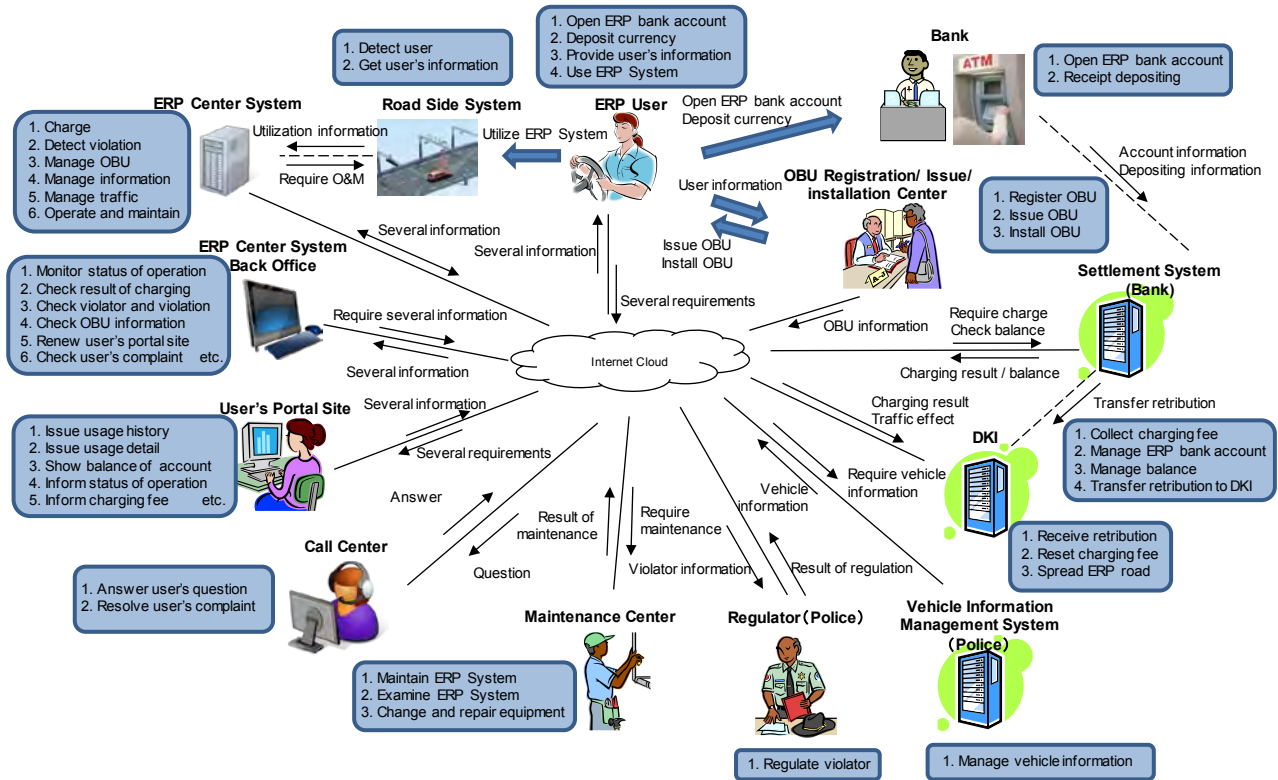 1. Open ERP bank account
2. Deposit currency
3. Provide user's information
4. Use ERP System
1. Detect user
2. Get user's information
Bank
ATM
1. Open ERP bank account
2. Receipt depositing
ERP Center System
Road Side System
ERP User
Open ERP bank account
Deposit currency
1. Charge
2. Detect violation
3. Manage OBU
4. Manage information
5. Manage traffic
6. Operate and maintain
Utilization information
Require O&M
Utilize ERP System
User information
Issue OBU
Install OBU
OBU Registration/ Issue/
installation Center
Account information
Depositing information
1. Register OBU
2. Issue OBU
3. Install OBU
A-J
Several information
Several information
Several requirements
ERP Center System
Back Office
1. Monitor status of operation
2. Check result of charging
3. Check violator and violation
4. Check OBU information
5. Renew user's portal site
6. Check user's complaint etc.
Require several information
Several information
Internet Cloud
OBU information
Settlement System
(Bank)
Require charge
Check balance
Charging result / balance
User's Portal Site
1. Issue usage history
2. Issue usage detail
3. Show balance of account
4. Inform status of operation
5. Inform charging fee etc.
Several information
Several requirements
Charging result
Traffic effect
Transfer retribution
DKI
1. Collect charging fee
2. Manage ERP bank account
3. Manage balance
4. Transfer retribution to DKI
1. Receive retribution
2. Reset charging fee
3. Spread ERP road
Call Center
1. Answer user's question
2. Resolve user's complaint
Answer
Question
Result of
maintenance
Require
maintenance
Violator information
Vehicle
information
Require vehicle
information
Result of regulation
Maintenance Center
1. Maintain ERP System
2. Examine ERP System
3. Change and repair equipment
Regulator(Police)
1. Regulate violator
Vehicle Information
Management System
(Police)
1. Manage vehicle information